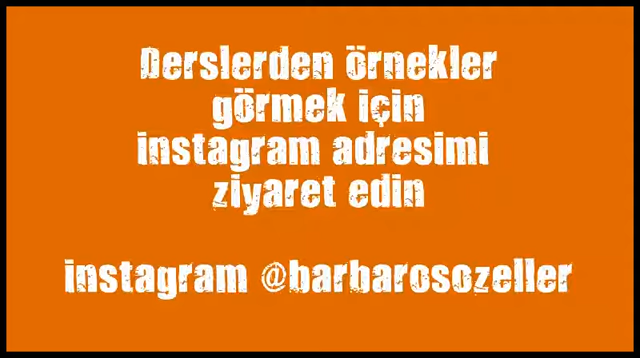 Derslerden örnekler
görmek için
instagram adresimi
ziyaret edin
instagram @barbarosozeller